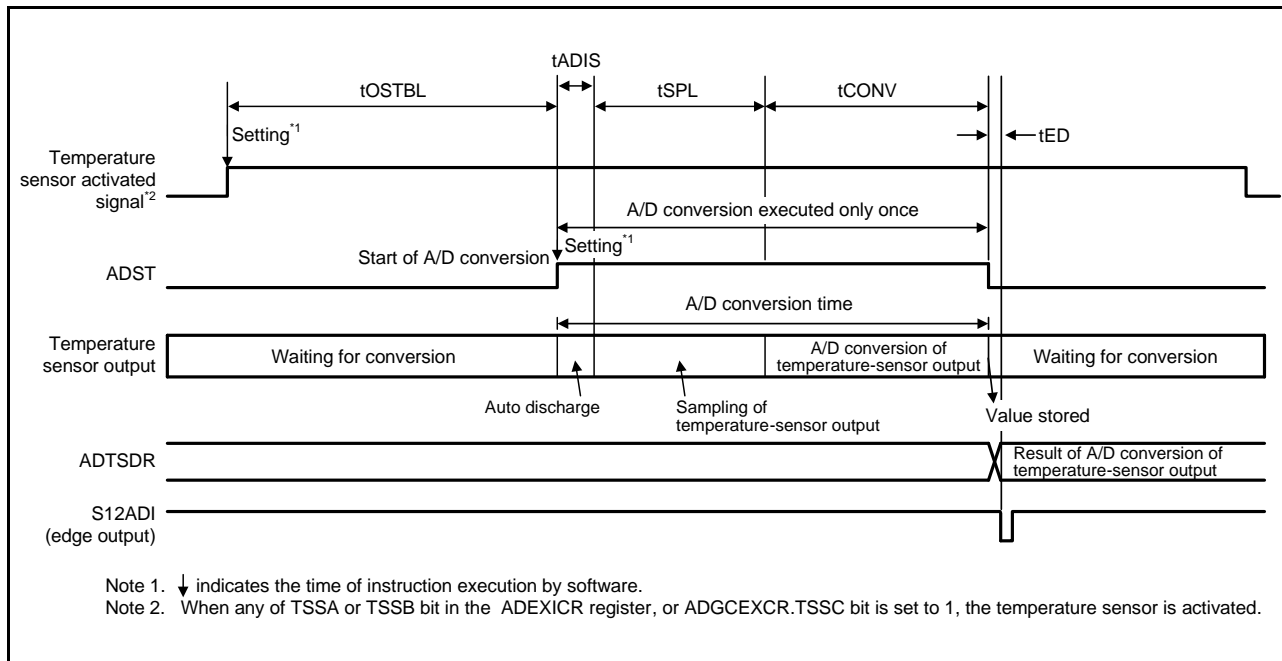 tADIS
tOSTBL
tSPL
tCONV
tED
Setting*1
Temperature
sensor activated
signal*2
A/D conversion executed only once
Start of A/D conversion
Setting*1
ADST
A/D conversion time
Temperature
sensor output
Waiting for conversion
A/D conversion of
temperature-sensor output
Waiting for conversion
Auto discharge
Sampling of
temperature-sensor output
Value stored
ADTSDR
Result of A/D conversion of
temperature-sensor output
S12ADI
(edge output)
Note 1. ↓ indicates the time of instruction execution by software.
Note 2. When any of TSSA or TSSB bit in the ADEXICR register, or ADGCEXCR.TSSC bit is set to 1, the temperature sensor is activated.